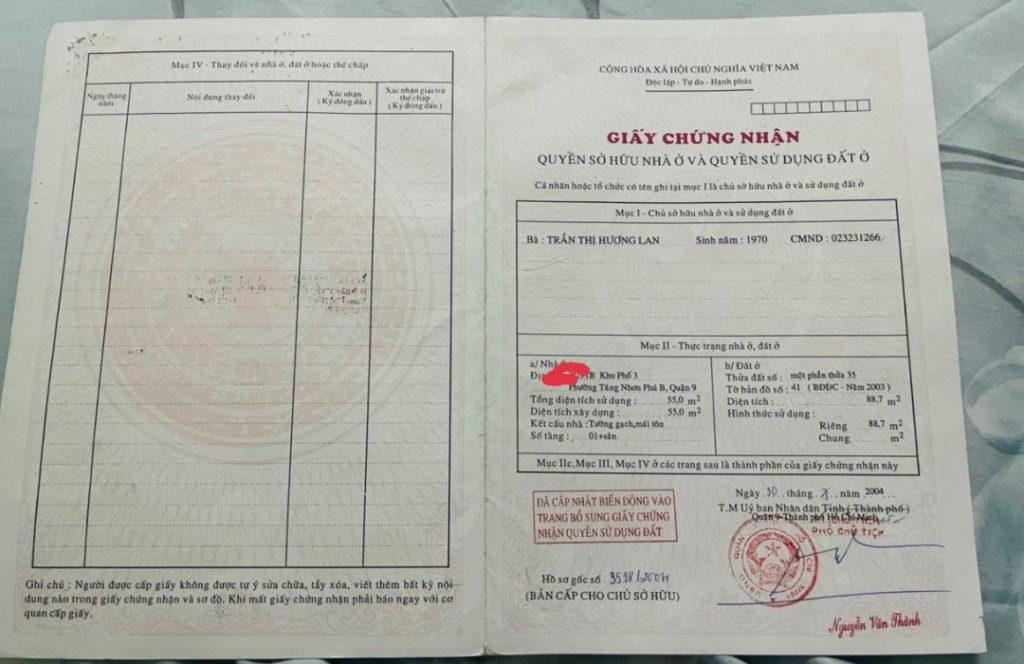 Mục IV - Thay đổi về nhà ở, đất ở hoặc thế chấp
Ngày tháng năm
Nội dung thay đổi
Xác nhận
( Ký đóng dấu )
Xác nhận giải trừ thế chấp
( Ký đóng dấu )
Ghi chú : Người được cấp giấy không được tự ý sửa chữa, tẩy xóa, viết thêm bất kỳ nội
dung nào trong giấy chứng nhận và sơ đồ. Khi mất giấy chứng nhận phải báo ngay với cơ
quan cấp giấy.
CỘNG HÒA XÃ HỘI CHỦ NGHĨA VIỆT NAM
Độc lập - Tự do - Hạnh phúc
GIẤY CHỨNG NHẬN
QUYỀN SỞ HỮU NHÀ Ở VÀ QUYỀN SỬ DỤNG ĐẤT Ở
Cá nhân hoặc tổ chức có tên ghi tại mục I là chủ sở hữu nhà ở và sử dụng đất ở
Mục I - Chủ sở hữu nhà ở và sử dụng đất ở
Bà : TRẦN THỊ HƯƠNG LAN Sinh năm : 1970 CMND : 023231266
Mục II - Thực trạng nhà ở, đất ở
a/ Nhà
Khu Phố 3
Phường Tăng Nhơn Phú B, Quận 9
Tổng diện tích sử dụng : 55,0 m²
Diện tích xây dựng : 55,0 m²
Kết cấu nhà : Tường gạch,mái tôn
Số tầng : 01+sân
b/ Đất ở
Thửa đất số : một phần thửa 35
Tờ bản đồ số : 41 ( BĐĐC - Năm 2003 )
Diện tích : 88,7 m²
Hình thức sử dụng :
Riêng 88,7 m²
Chung m²
Mục IIc, Mục III, Mục IV ở các trang sau là thành phần của giấy chứng nhận này
ĐÃ CẬP NHẬT BIẾN ĐỘNG VÀO
TRANG BỔ SUNG GIẤY CHỨNG
NHẬN QUYỀN SỬ DỤNG ĐẤT
Hồ sơ gốc số 3598/2004
(BẢN CẤP CHO CHỦ SỞ HỮU)
Ngày 30 tháng năm 2004
T.M Uỷ ban Nhân dân Tỉnh ( Thành phố )
Quận 9-Thành phố Hồ Chí Minh
PHÓ CHỦ TỊCH
Nguyễn Văn Thành